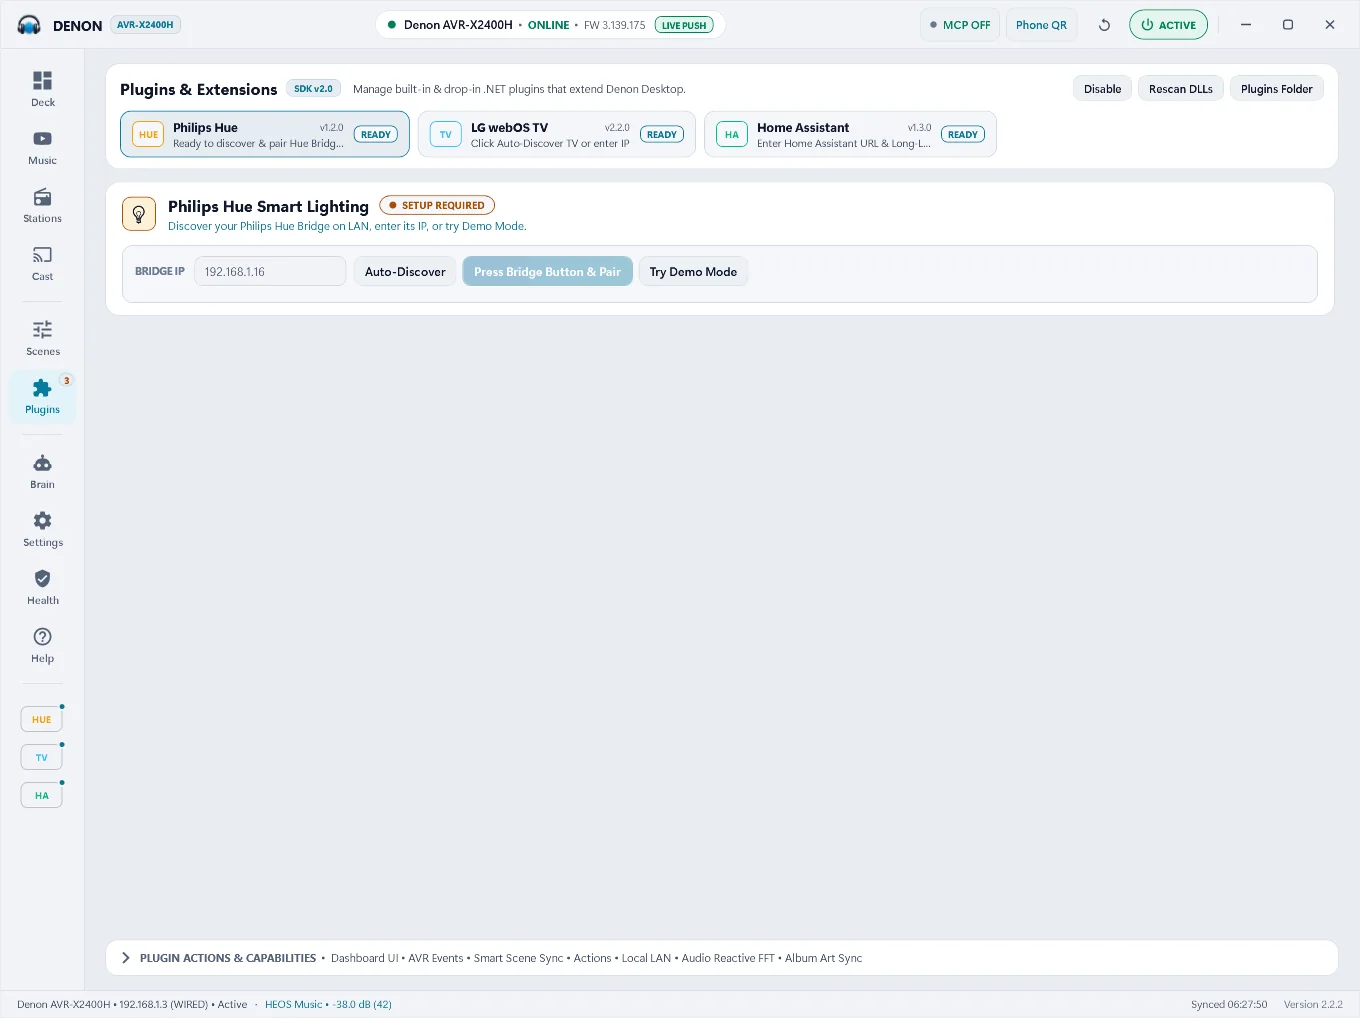 DENON AVR-X2400H
Denon AVR-X2400H • ONLINE • FW 3.139.175 LIVE PUSH
MCP OFF
Phone QR
ACTIVE
Deck
Music
Stations
Cast
Scenes
Plugins 3
Brain
Settings
Health
Help
HUE
TV
HA
Plugins & Extensions SDK v2.0 Manage built-in & drop-in .NET plugins that extend Denon Desktop.
Disable
Rescan DLLs
Plugins Folder
HUE Philips Hue v1.2.0 READY
Ready to discover & pair Hue Bridg...
TV LG webOS TV v2.2.0 READY
Click Auto-Discover TV or enter IP
HA Home Assistant v1.3.0 READY
Enter Home Assistant URL & Long-L...
Philips Hue Smart Lighting SETUP REQUIRED
Discover your Philips Hue Bridge on LAN, enter its IP, or try Demo Mode.
BRIDGE IP 192.168.1.16 Auto-Discover Press Bridge Button & Pair Try Demo Mode
PLUGIN ACTIONS & CAPABILITIES • Dashboard UI • AVR Events • Smart Scene Sync • Actions • Local LAN • Audio Reactive FFT • Album Art Sync
Denon AVR-X2400H • 192.168.1.3 (WIRED) • Active · HEOS Music • -38.0 dB (42)
Synced 06:27:50 Version 2.2.2